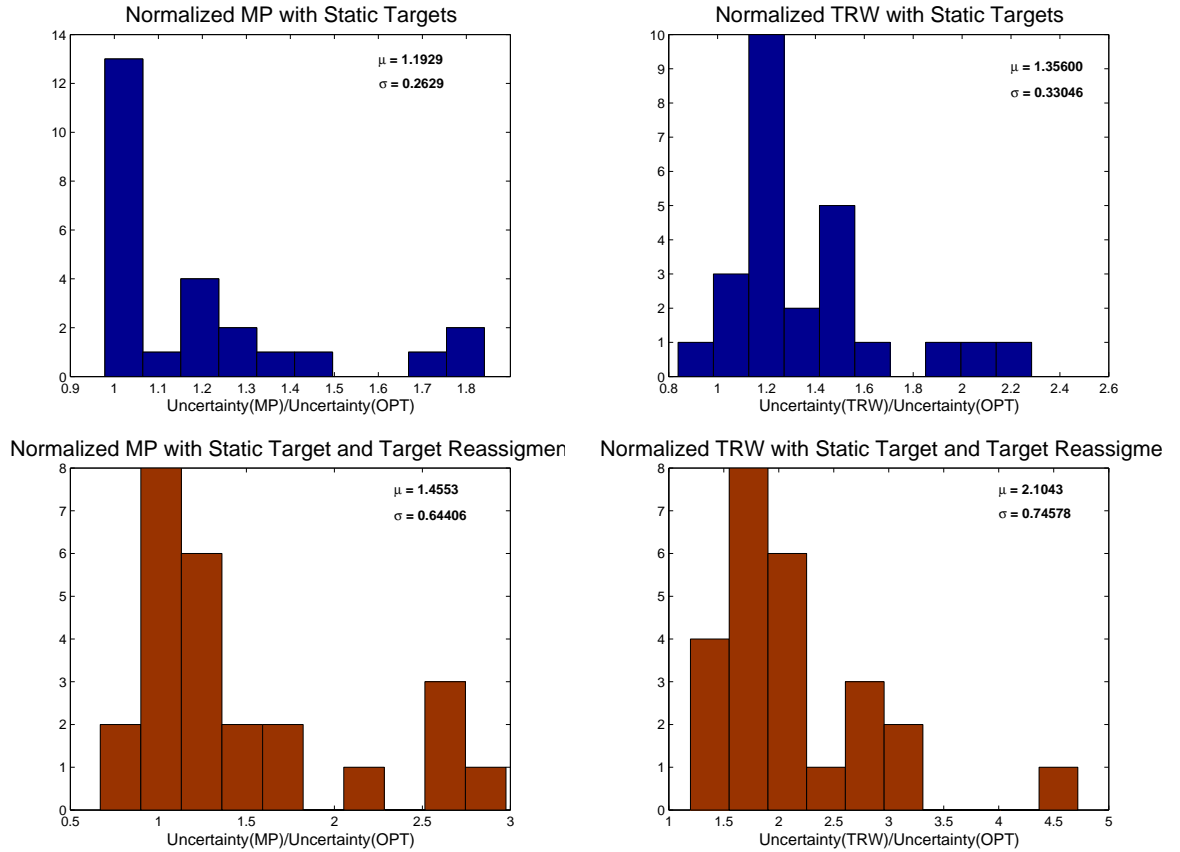 Normalized MP with Static Targets
μ = 1.1929
σ = 0.2629
14
12
10
8
6
4
2
0
0.9 1 1.1 1.2 1.3 1.4 1.5 1.6 1.7 1.8
Uncertainty(MP)/Uncertainty(OPT)
Normalized TRW with Static Targets
μ = 1.35600
σ = 0.33046
10
9
8
7
6
5
4
3
2
1
0
0.8 1 1.2 1.4 1.6 1.8 2 2.2 2.4 2.6
Uncertainty(TRW)/Uncertainty(OPT)
Normalized MP with Static Target and Target Reassigmen
μ = 1.4553
σ = 0.64406
8
7
6
5
4
3
2
1
0
0.5 1 1.5 2 2.5 3
Uncertainty(MP)/Uncertainty(OPT)
Normalized TRW with Static Target and Target Reassigme
μ = 2.1043
σ = 0.74578
8
7
6
5
4
3
2
1
0
1 1.5 2 2.5 3 3.5 4 4.5 5
Uncertainty(TRW)/Uncertainty(OPT)